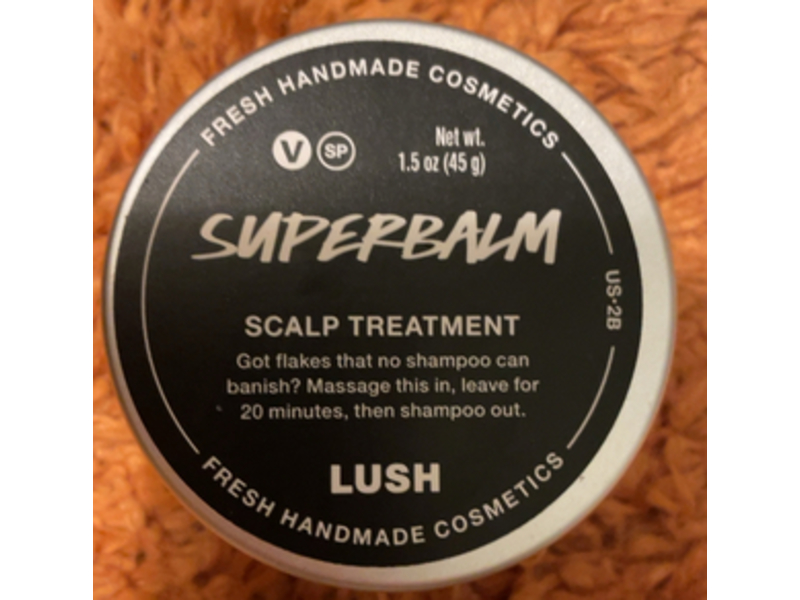 FRESH HANDMADE COSMETICS
V SP
Net wt.
1.5 oz (45 g)
SUPERBALM
US-2B
SCALP TREATMENT
Got flakes that no shampoo can
banish? Massage this in, leave for
20 minutes, then shampoo out.
LUSH
FRESH HANDMADE COSMETICS